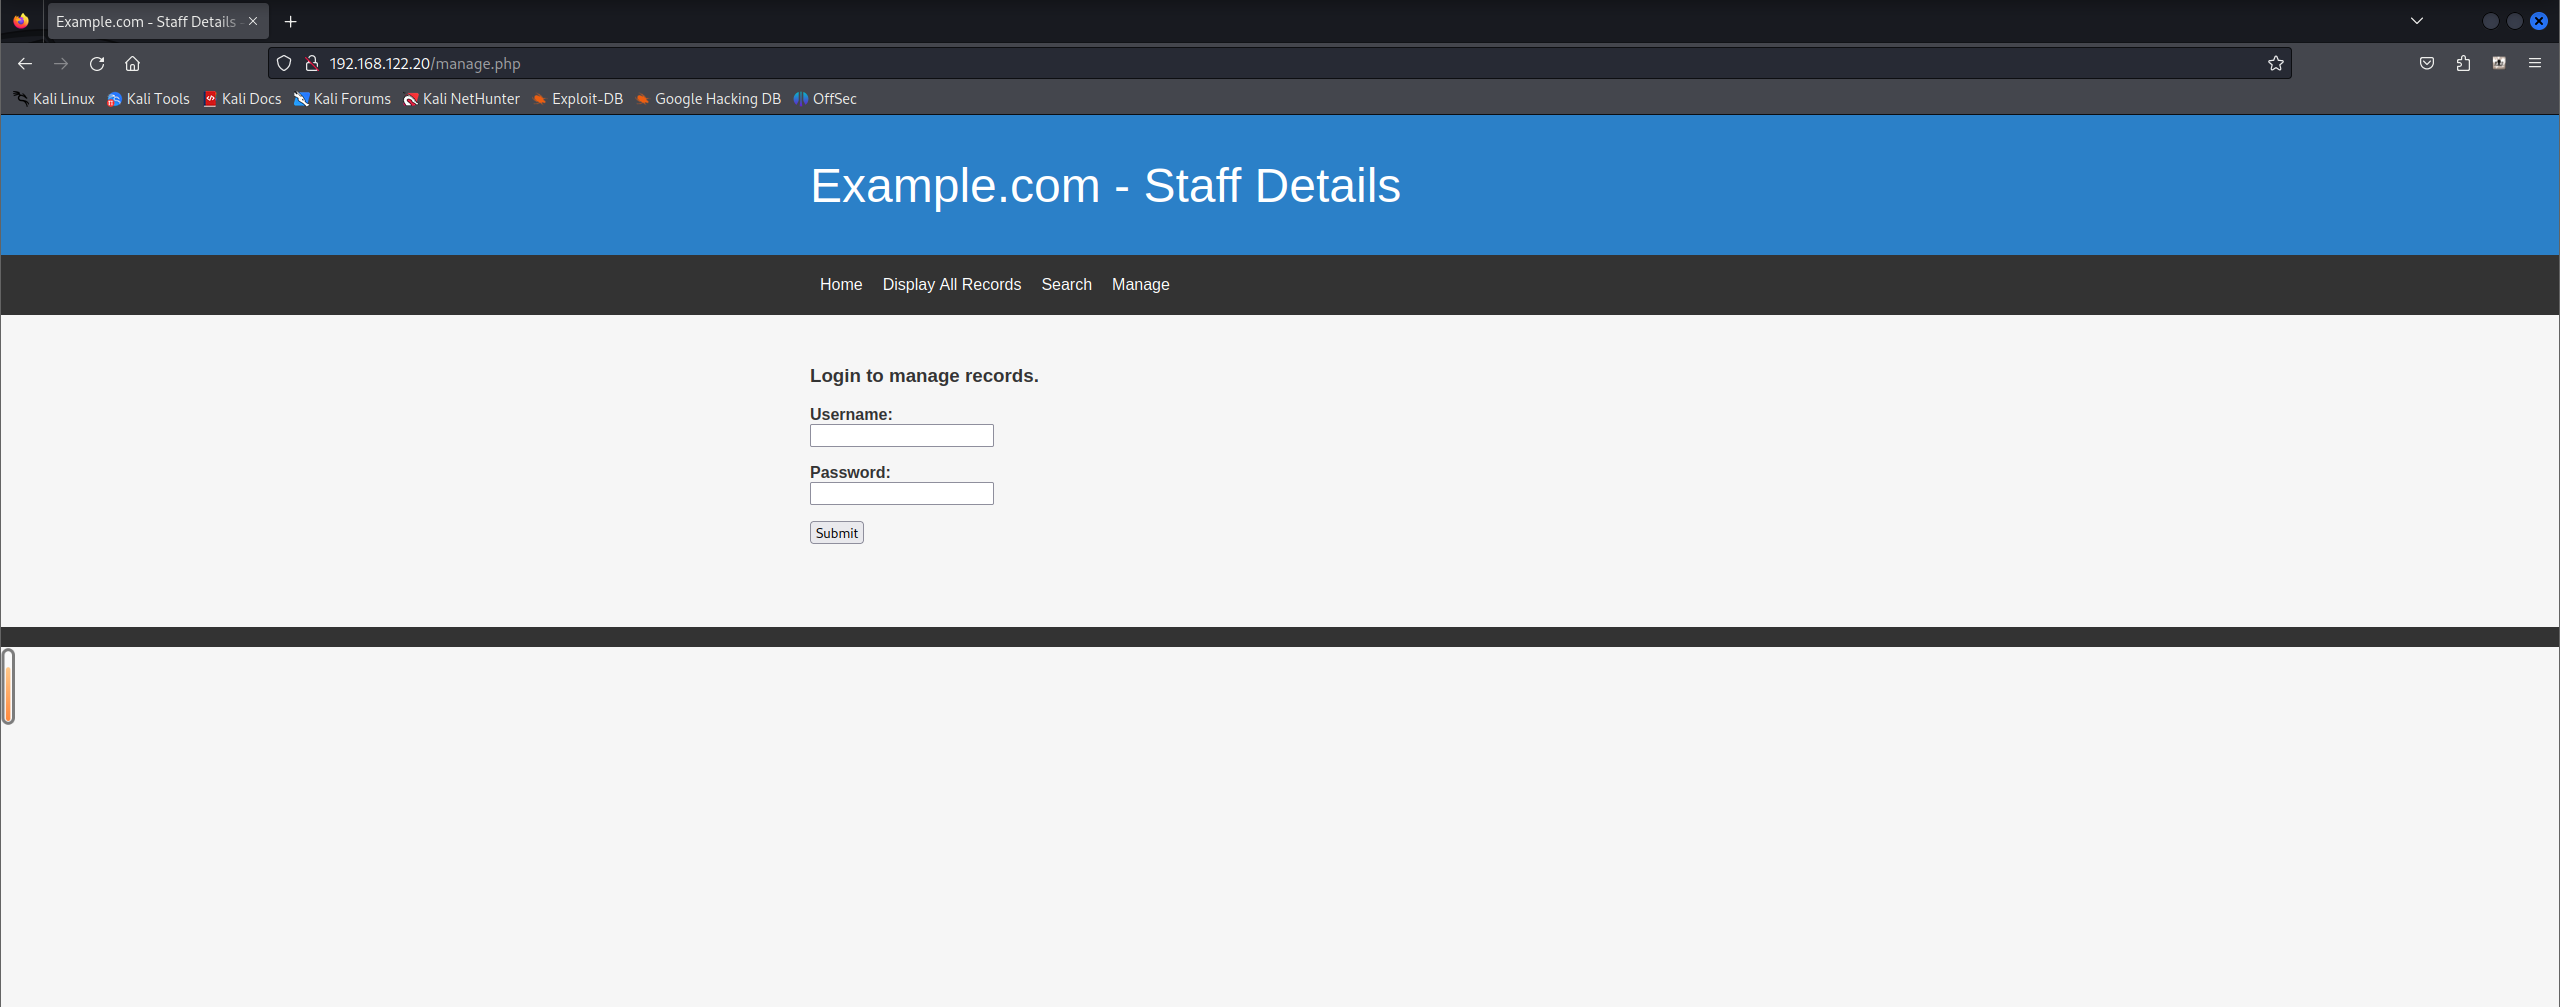 Example.com - Staff Details
192.168.122.20/manage.php
Kali Linux Kali Tools Kali Docs Kali Forums Kali NetHunter Exploit-DB Google Hacking DB OffSec
Example.com - Staff Details
Home Display All Records Search Manage
Login to manage records.
Username:
Password:
Submit